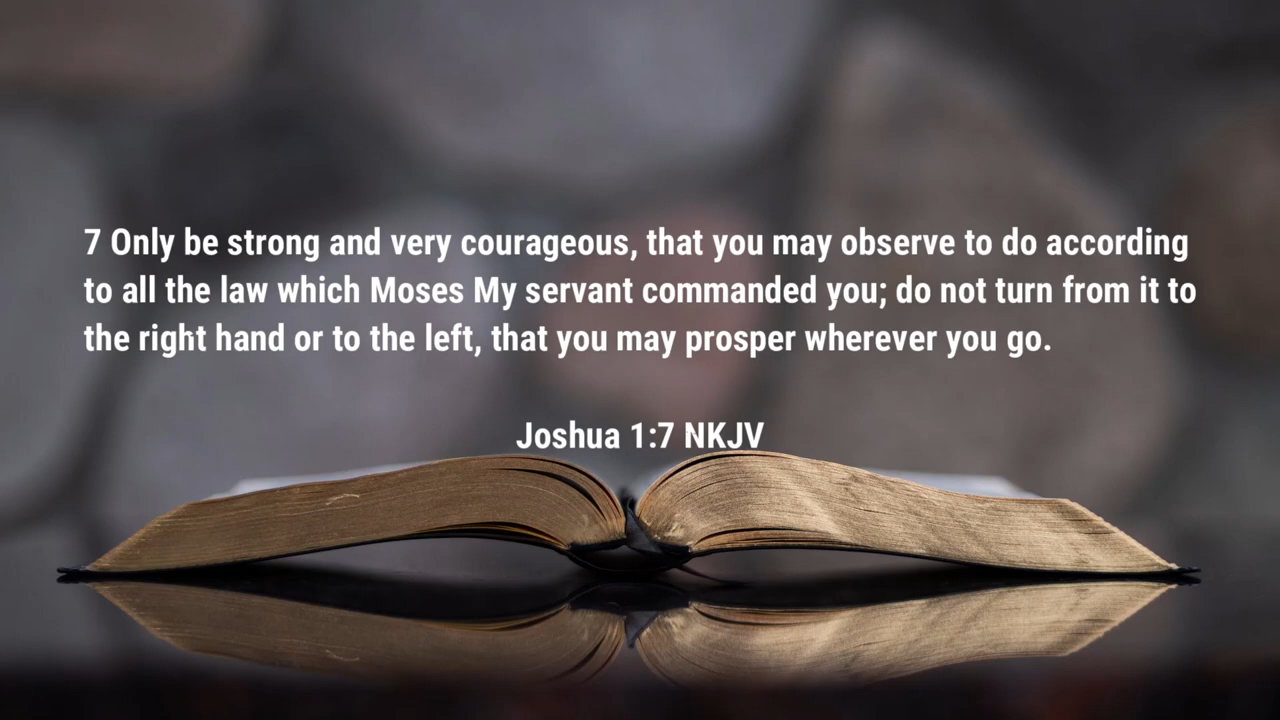 7 Only be strong and very courageous, that you may observe to do according
to all the law which Moses My servant commanded you; do not turn from it to
the right hand or to the left, that you may prosper wherever you go.
Joshua 1:7 NKJV